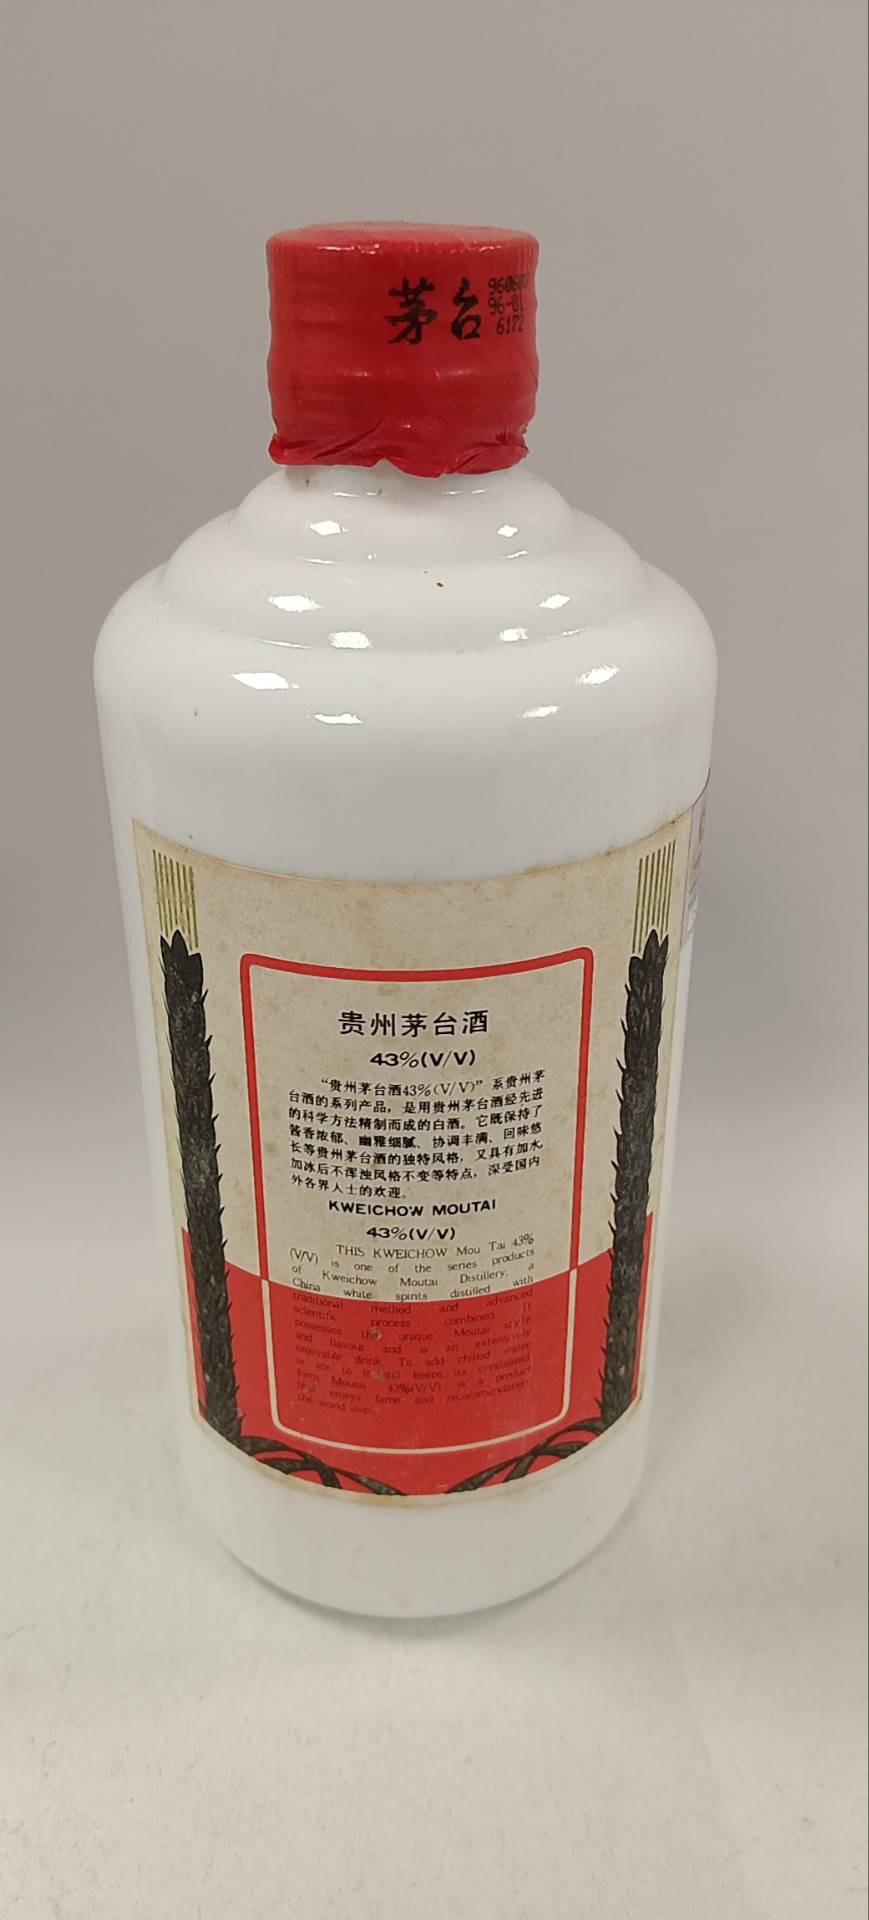 茅台
96-01
6172
贵州茅台酒
43%(V/V)
“贵州茅台酒43%(V/V)”系贵州茅
台酒的系列产品，是用贵州茅台酒经先进
的科学方法精制而成的白酒。它既保持了
酱香浓郁、幽雅细腻、协调丰满、回味悠
长等贵州茅台酒的独特风格，又具有加水、
加冰后不浑浊风格不变等特点，深受国内
外各界人士的欢迎。
KWEICHOW MOUTAI
43%(V/V)
THIS KWEICHOW Mou Tai 43%
(V/V) is one of the series products
of Kweichow Moutai Distillery, a
China white spirits distilled with
traditional method and advanced
scientific process combined. It
possesses the unique Moutai style
and flavour and is an extensively
enjoyable drink. To add chilled water
or ice to it still keeps its crystalized
form. Moutai 43%(V/V) is a product
that enjoys fame and recommendation
the world over.